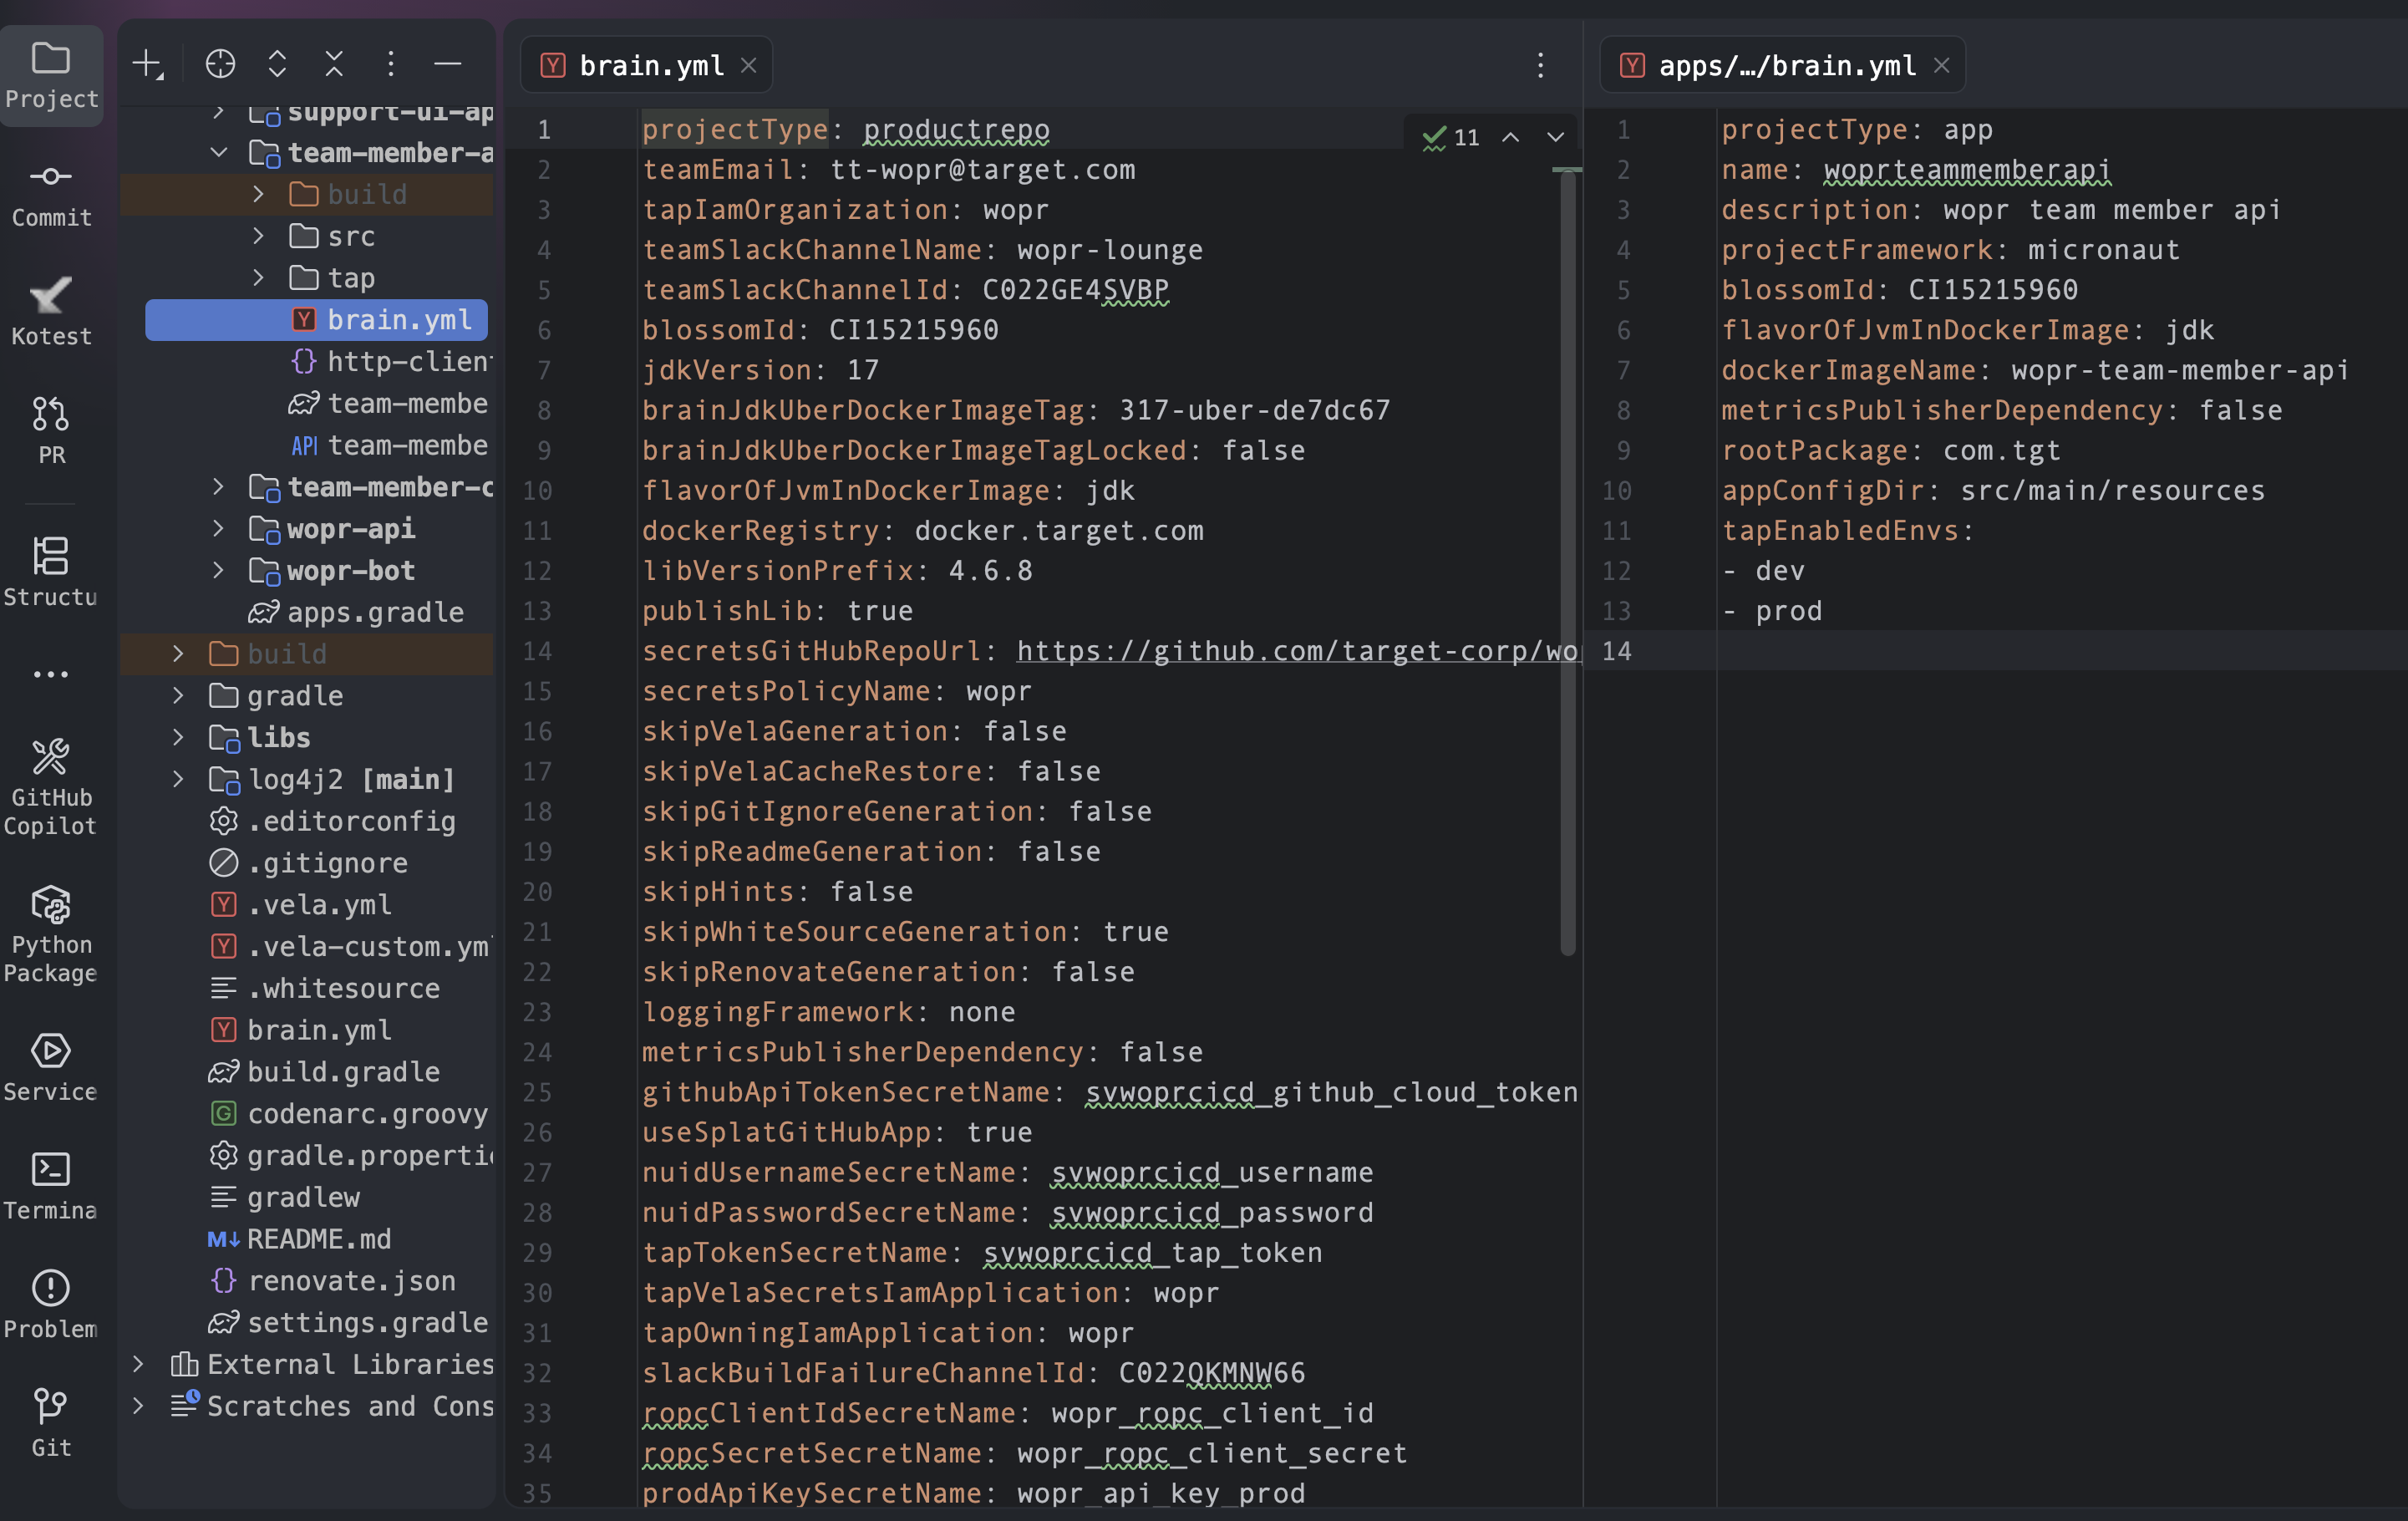 Project
Commit
Kotest
PR
Structu
GitHub
Copilot
Python
Package
Service
Termina
Problem
Git
support-ui-ap
team-member-a
build
src
tap
brain.yml
http-clien
team-membe
API team-membe
team-member-c
wopr-api
wopr-bot
apps.gradle
build
gradle
libs
log4j2 [main]
.editorconfig
.gitignore
.vela.yml
.vela-custom.ym
.whitesource
brain.yml
build.gradle
codenarc.groovy
gradle.properti
gradlew
README.md
renovate.json
settings.gradle
External Libraries
Scratches and Cons
brain.yml
11
1 projectType: productrepo
2 teamEmail: tt-wopr@target.com
3 tapIamOrganization: wopr
4 teamSlackChannelName: wopr-lounge
5 teamSlackChannelId: C022GE4SVBP
6 blossomId: CI15215960
7 jdkVersion: 17
8 brainJdkUberDockerImageTag: 317-uber-de7dc67
9 brainJdkUberDockerImageTagLocked: false
10 flavorOfJvmInDockerImage: jdk
11 dockerRegistry: docker.target.com
12 libVersionPrefix: 4.6.8
13 publishLib: true
14 secretsGitHubRepoUrl: https://github.com/target-corp/wo
15 secretsPolicyName: wopr
16 skipVelaGeneration: false
17 skipVelaCacheRestore: false
18 skipGitIgnoreGeneration: false
19 skipReadmeGeneration: false
20 skipHints: false
21 skipWhiteSourceGeneration: true
22 skipRenovateGeneration: false
23 loggingFramework: none
24 metricsPublisherDependency: false
25 githubApiTokenSecretName: svwoprcicd_github_cloud_token
26 useSplatGitHubApp: true
27 nuidUsernameSecretName: svwoprcicd_username
28 nuidPasswordSecretName: svwoprcicd_password
29 tapTokenSecretName: svwoprcicd_tap_token
30 tapVelaSecretsIamApplication: wopr
31 tapOwningIamApplication: wopr
32 slackBuildFailureChannelId: C022QKMNW66
33 ropcClientIdSecretName: wopr_ropc_client_id
34 ropcSecretSecretName: wopr_ropc_client_secret
35 prodApiKeySecretName: wopr_api_key_prod
apps/…/brain.yml
1 projectType: app
2 name: woprteammemberapi
3 description: wopr team member api
4 projectFramework: micronaut
5 blossomId: CI15215960
6 flavorOfJvmInDockerImage: jdk
7 dockerImageName: wopr-team-member-api
8 metricsPublisherDependency: false
9 rootPackage: com.tgt
10 appConfigDir: src/main/resources
11 tapEnabledEnvs:
12 - dev
13 - prod
14